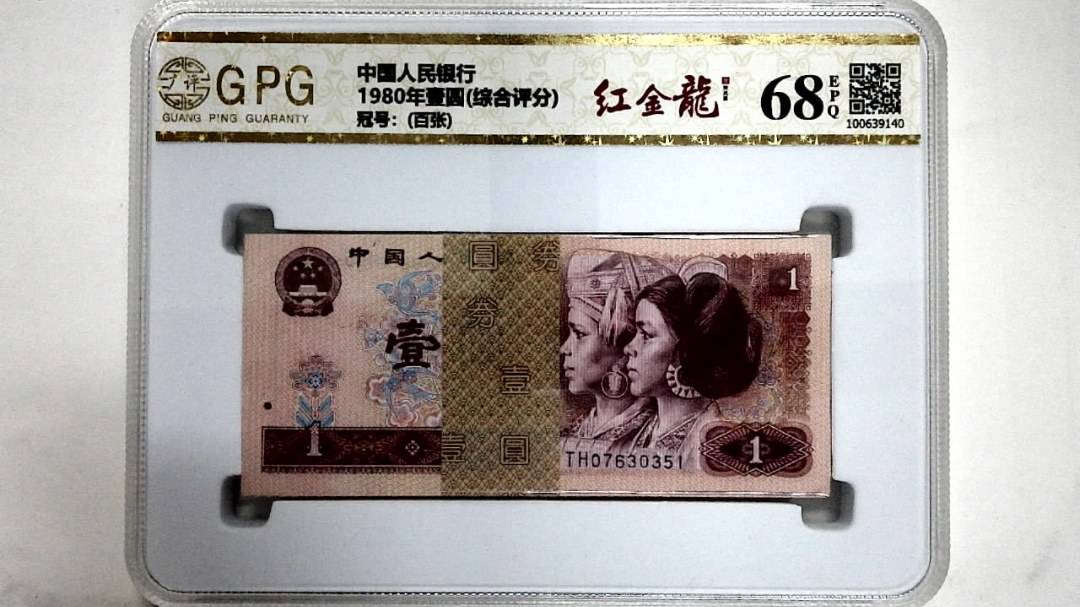 GPG
GUANG PING GUARANTY
中国人民银行
1980年壹圆(综合评分)
冠号：(百张)
红金龍
68
EPQ
100639140
中国人
圆 券
券
壹
壹
壹 圆
1
1
1
TH07630351